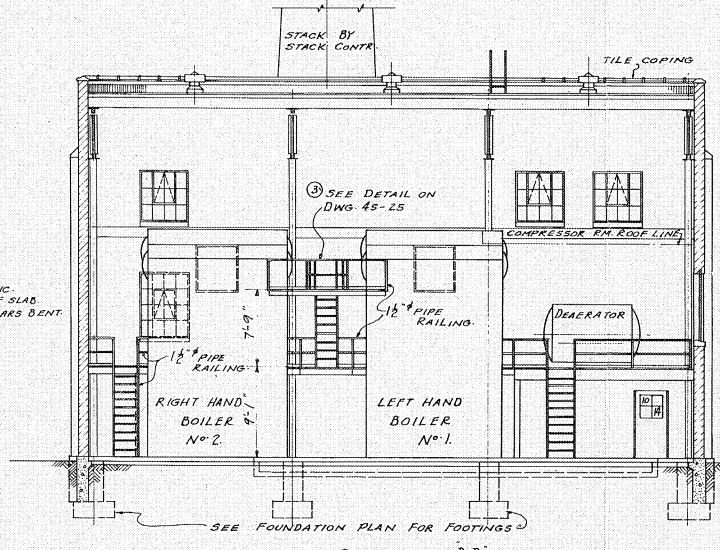 STACK BY
STACK CONTR.
TILE COPING
③ SEE DETAIL ON
DWG. 45-25
COMPRESSOR RM. ROOF LINE
SLAB.
BENT.
DEAERATOR
7'-9"
1½"φ PIPE
RAILING.
1½"φ PIPE
RAILING
9'-1"
RIGHT HAND
BOILER
Nº 2.
LEFT HAND
BOILER
Nº 1.
10
14
SEE FOUNDATION PLAN FOR FOOTINGS